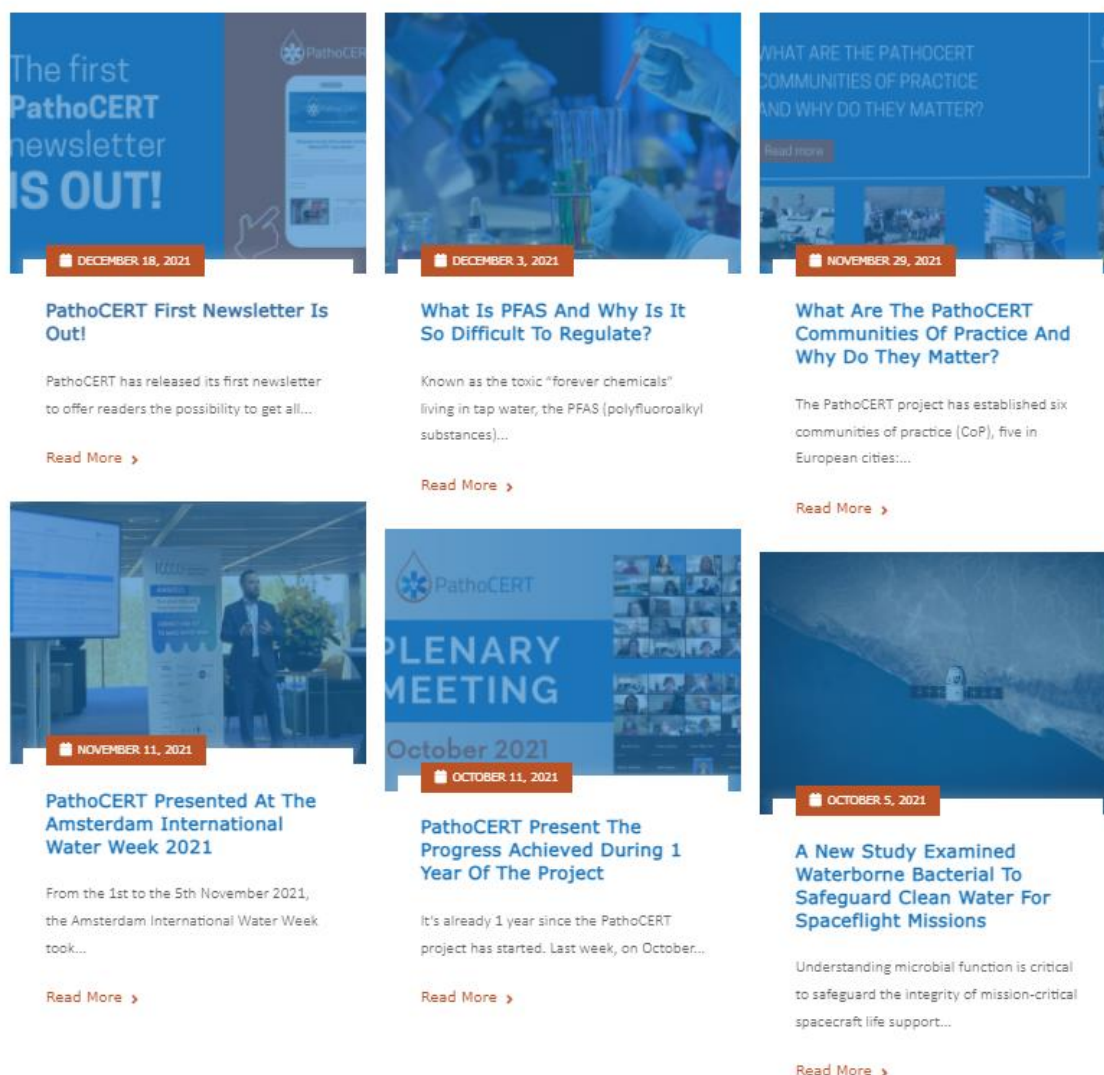 The first
PathoCERT
newsletter
IS OUT!
PathoCER
DECEMBER 18, 2021
PathoCERT First Newsletter Is
Out!
PathoCERT has released its first newsletter
to offer readers the possibility to get all...
Read More
DECEMBER 3, 2021
What Is PFAS And Why Is It
So Difficult To Regulate?
Known as the toxic "forever chemicals"
living in tap water, the PFAS (polyfluoroalkyl
substances)...
Read More
WHAT ARE THE PATHOCERT
COMMUNITIES OF PRACTICE
AND WHY DO THEY MATTER?
Read more
NOVEMBER 29, 2021
What Are The PathoCERT
Communities Of Practice And
Why Do They Matter?
The PathoCERT project has established six
communities of practice (CoP), five in
European cities:...
Read More
NOVEMBER 11, 2021
PathoCERT Presented At The
Amsterdam International
Water Week 2021
From the 1st to the 5th November 2021,
the Amsterdam International Water Week
took...
Read More
PathoCERT
PLENARY
MEETING
October 2021
OCTOBER 11, 2021
PathoCERT Present The
Progress Achieved During 1
Year Of The Project
It's already 1 year since the PathoCERT
project has started. Last week, on October...
Read More
OCTOBER 5, 2021
A New Study Examined
Waterborne Bacterial To
Safeguard Clean Water For
Spaceflight Missions
Understanding microbial function is critical
to safeguard the integrity of mission-critical
spacecraft life support...
Read More